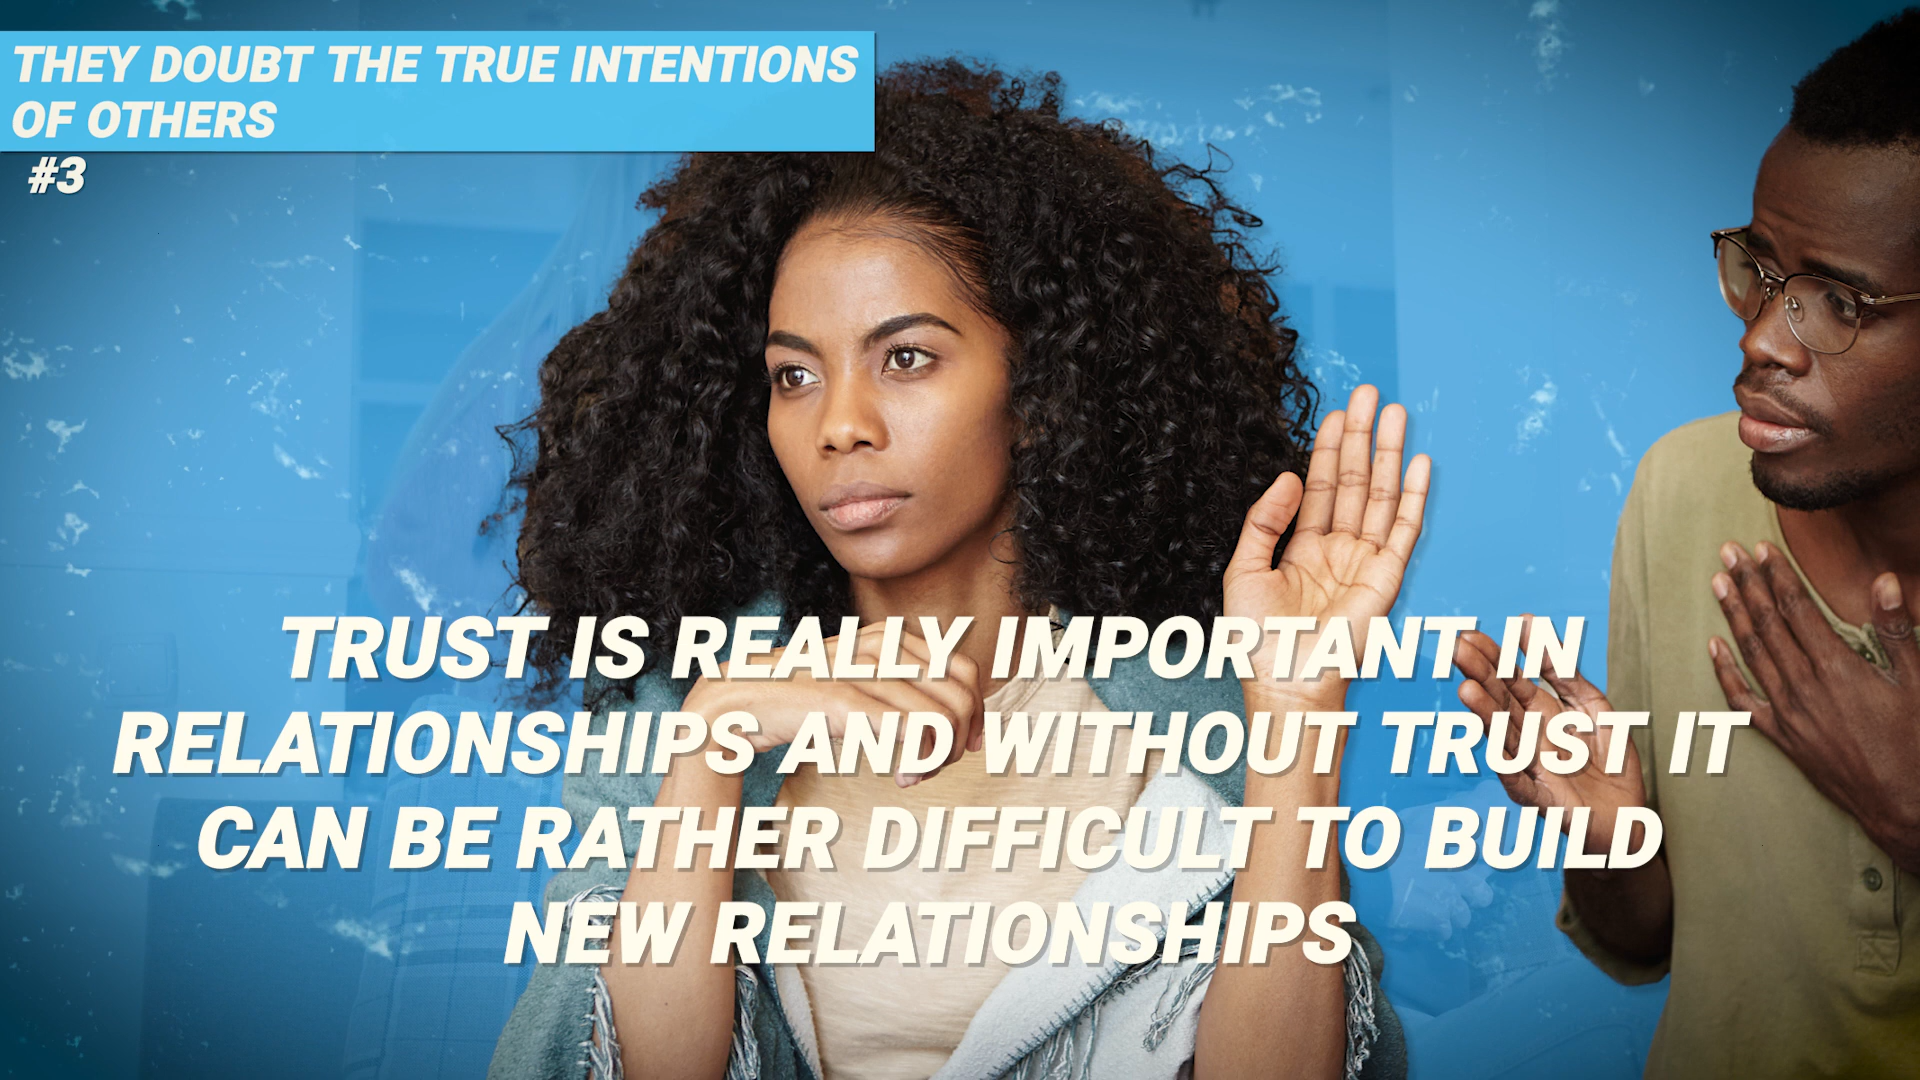 THEY DOUBT THE TRUE INTENTIONS
OF OTHERS
#3
TRUST IS REALLY IMPORTANT IN
RELATIONSHIPS AND WITHOUT TRUST IT
CAN BE RATHER DIFFICULT TO BUILD
NEW RELATIONSHIPS